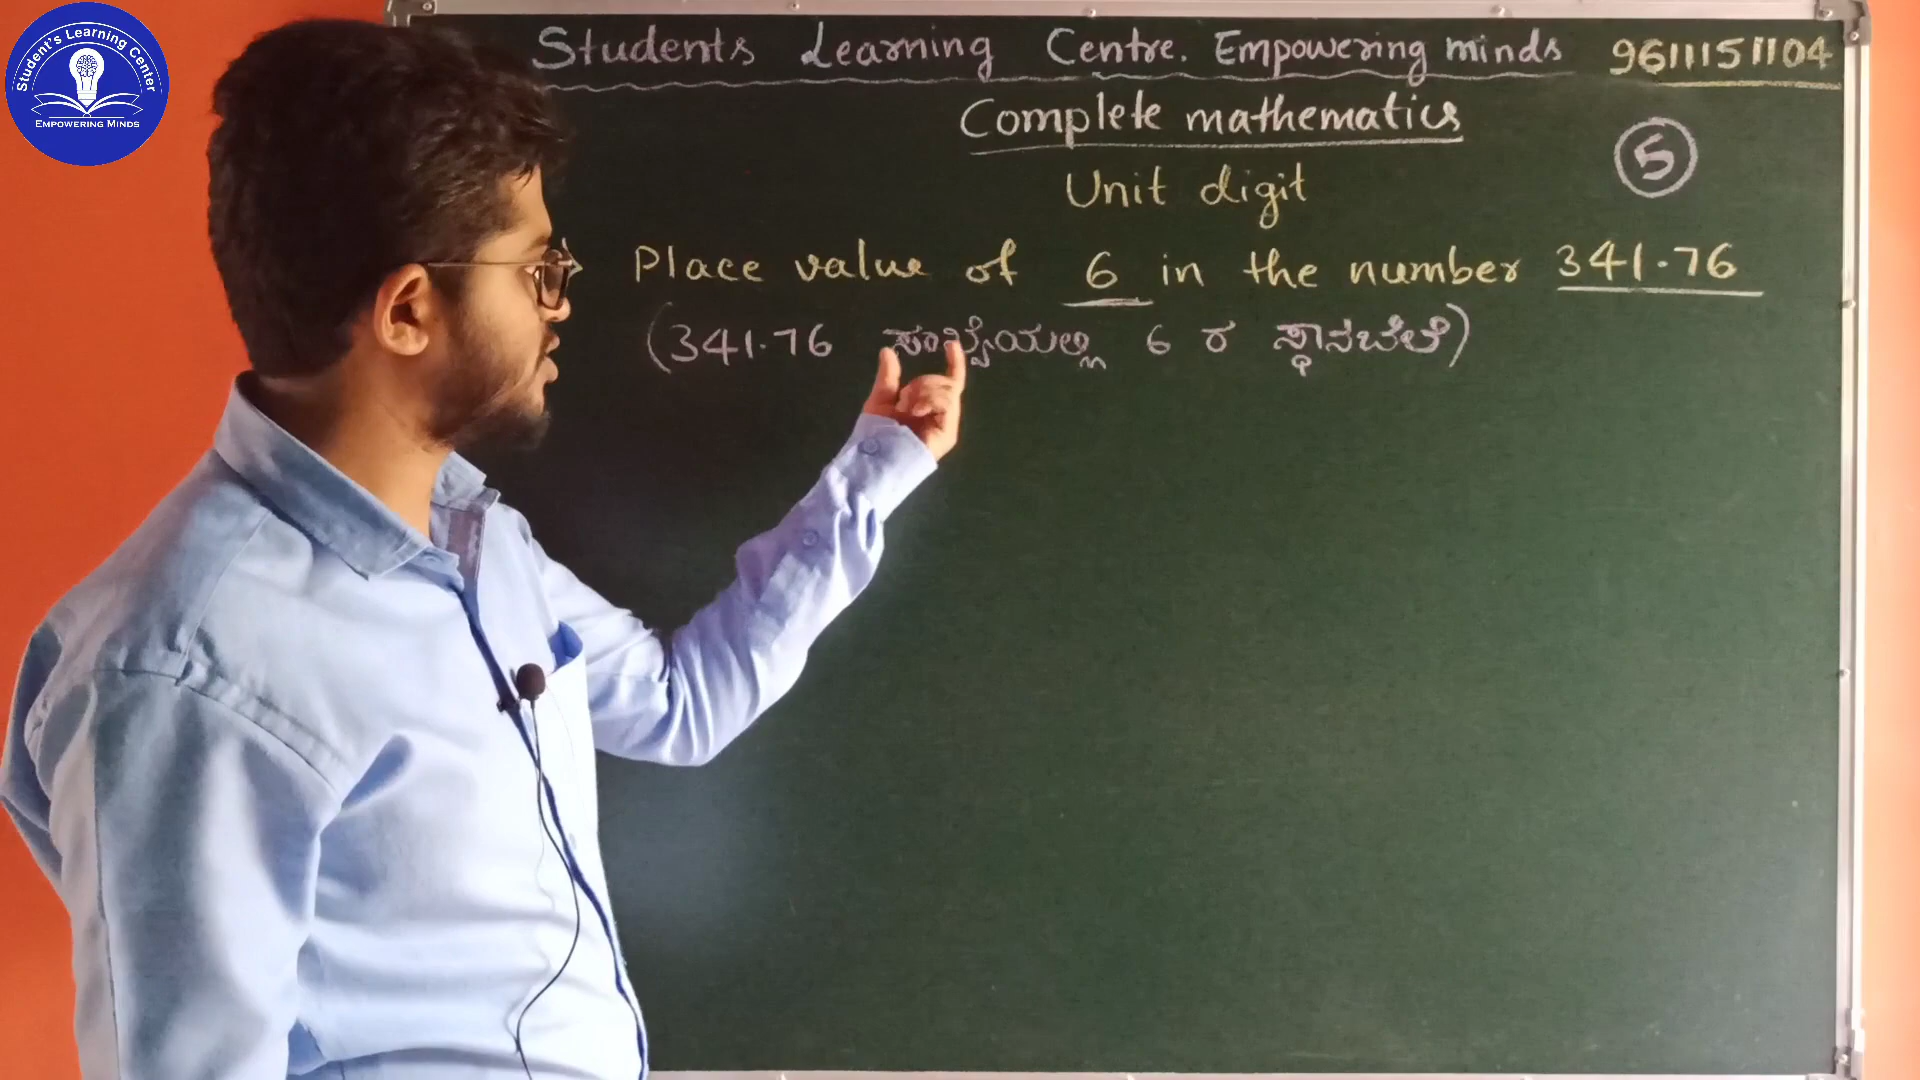 Student's Learning Center
EMPOWERING MINDS
Students Learning Centre. Empowering minds 9611151104
Complete mathematics
5
Unit digit
Place value of 6 in the number 341.76
(341.76 ಸಂಖ್ಯೆಯಲ್ಲಿ 6 ರ ಸ್ಥಾನಬೆಲೆ)